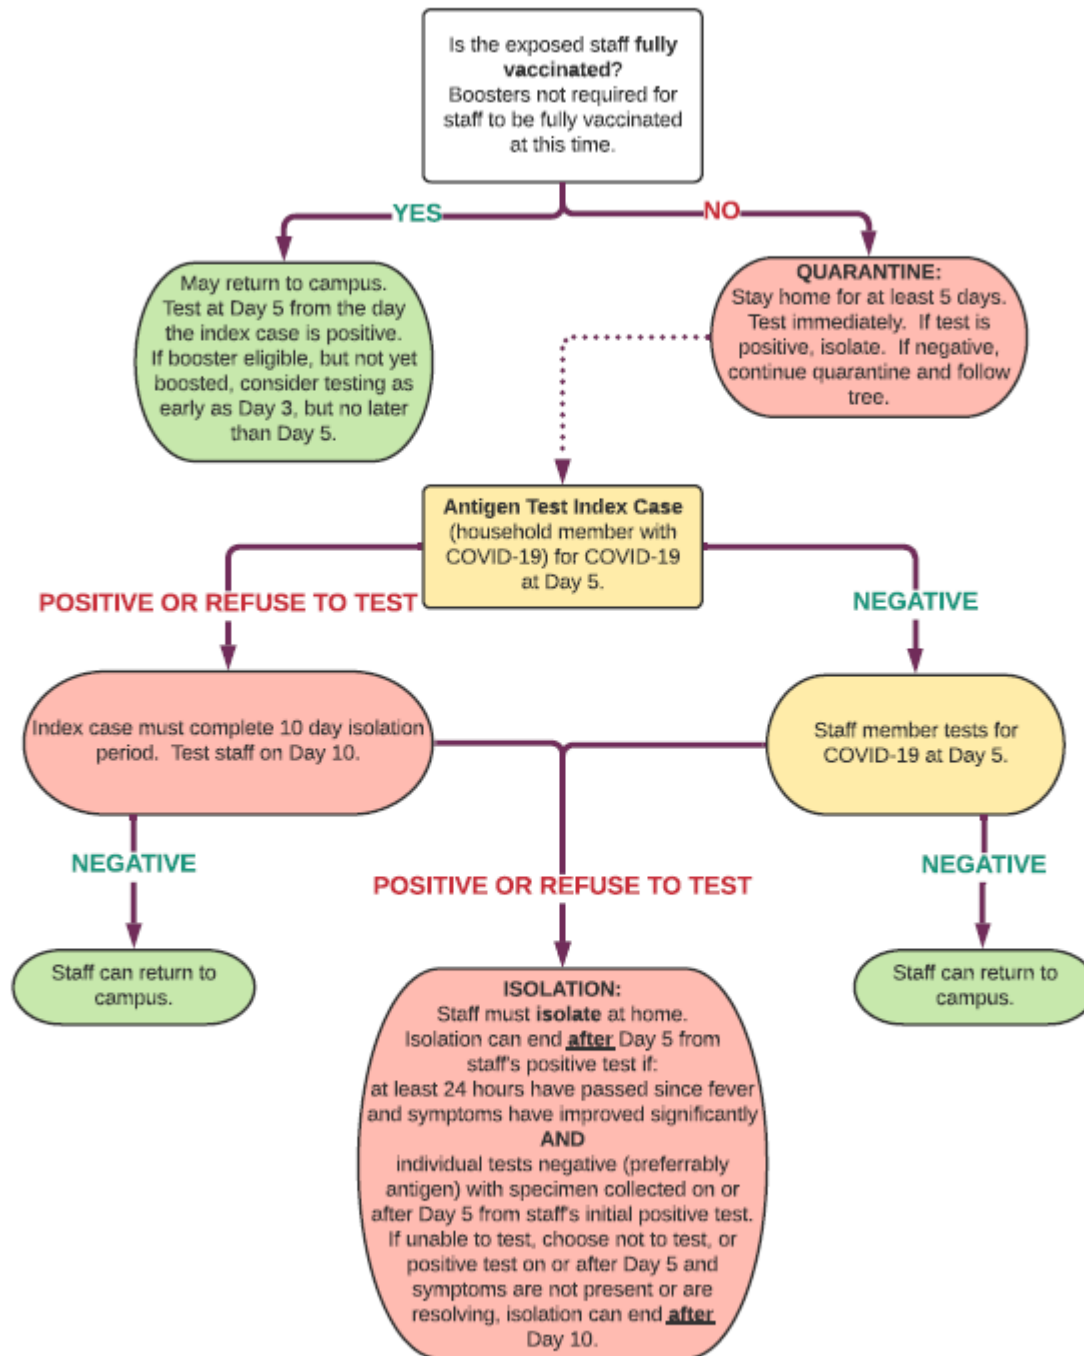 Is the exposed staff fully
vaccinated?
Boosters not required for
staff to be fully vaccinated
at this time.
YES
NO
May return to campus.
Test at Day 5 from the day
the index case is positive.
If booster eligible, but not yet
boosted, consider testing as
early as Day 3, but no later
than Day 5.
QUARANTINE:
Stay home for at least 5 days.
Test immediately. If test is
positive, isolate. If negative,
continue quarantine and follow
tree.
Antigen Test Index Case
(household member with
COVID-19) for COVID-19
at Day 5.
POSITIVE OR REFUSE TO TEST
NEGATIVE
Index case must complete 10 day isolation
period. Test staff on Day 10.
Staff member tests for
COVID-19 at Day 5.
NEGATIVE
POSITIVE OR REFUSE TO TEST
NEGATIVE
Staff can return to
campus.
Staff can return to
campus.
ISOLATION:
Staff must isolate at home.
Isolation can end after Day 5 from
staff's positive test if:
at least 24 hours have passed since fever
and symptoms have improved significantly
AND
individual tests negative (preferrably
antigen) with specimen collected on or
after Day 5 from staff's initial positive test.
If unable to test, choose not to test, or
positive test on or after Day 5 and
symptoms are not present or are
resolving, isolation can end after
Day 10.